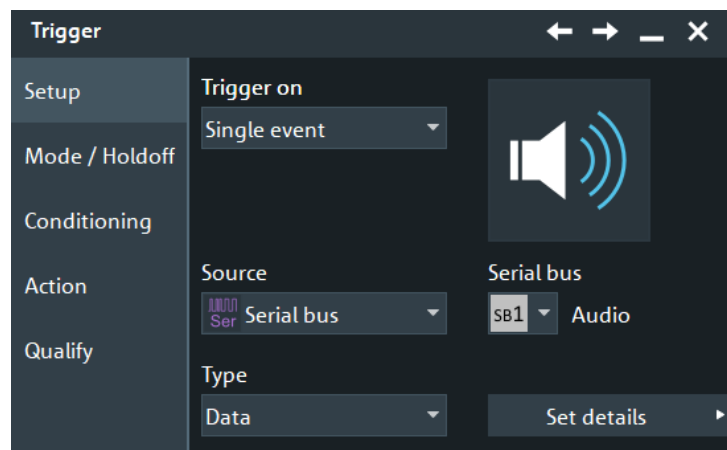 Trigger
Setup
Mode / Holdoff
Conditioning
Action
Qualify
Trigger on
Single event
Source
Serial bus
Ser Serial bus
SB1 Audio
Type
Data
Set details